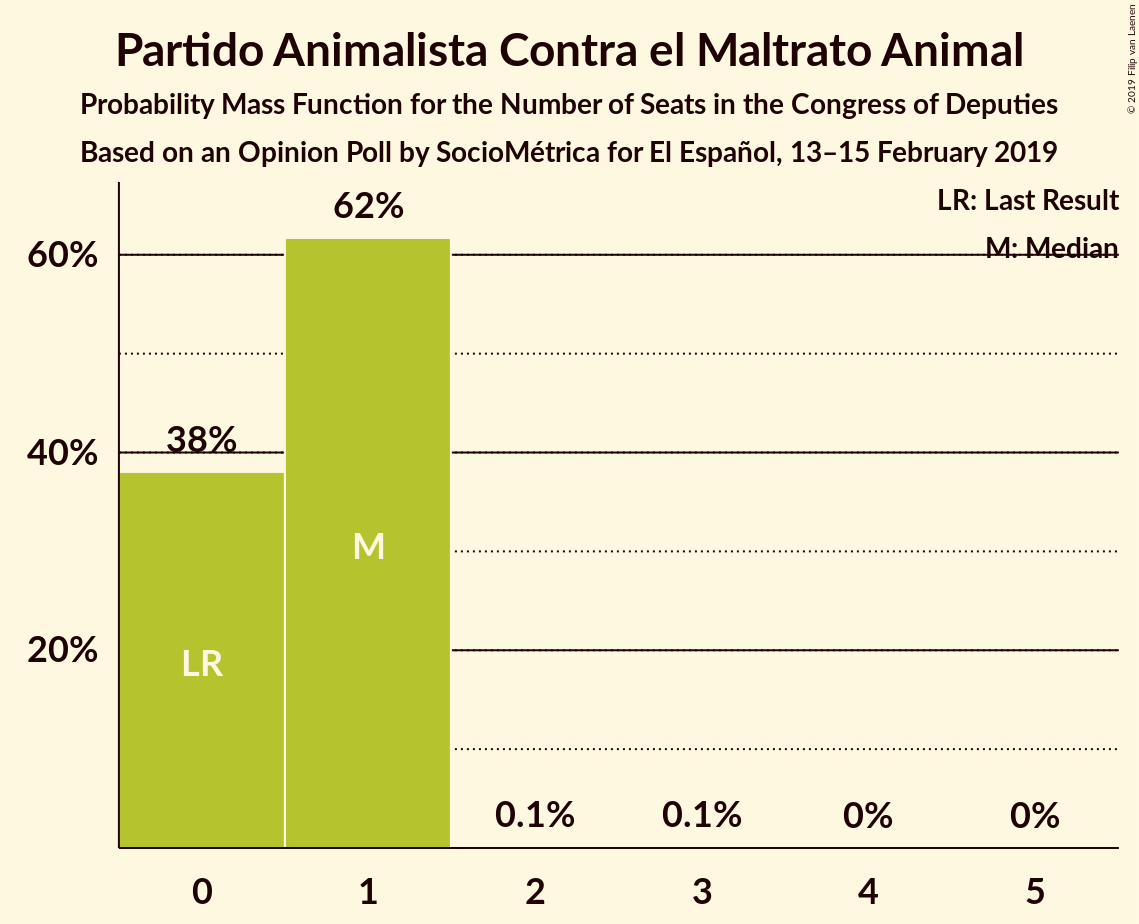 Partido Animalista Contra el Maltrato Animal
Probability Mass Function for the Number of Seats in the Congress of Deputies
Based on an Opinion Poll by SocioMétrica for El Español, 13–15 February 2019
© 2019 Filip van Laenen
LR: Last Result
M: Median
62%
60%
38%
40%
M
20%
LR
0.1% 0.1% 0% 0%
0 1 2 3 4 5